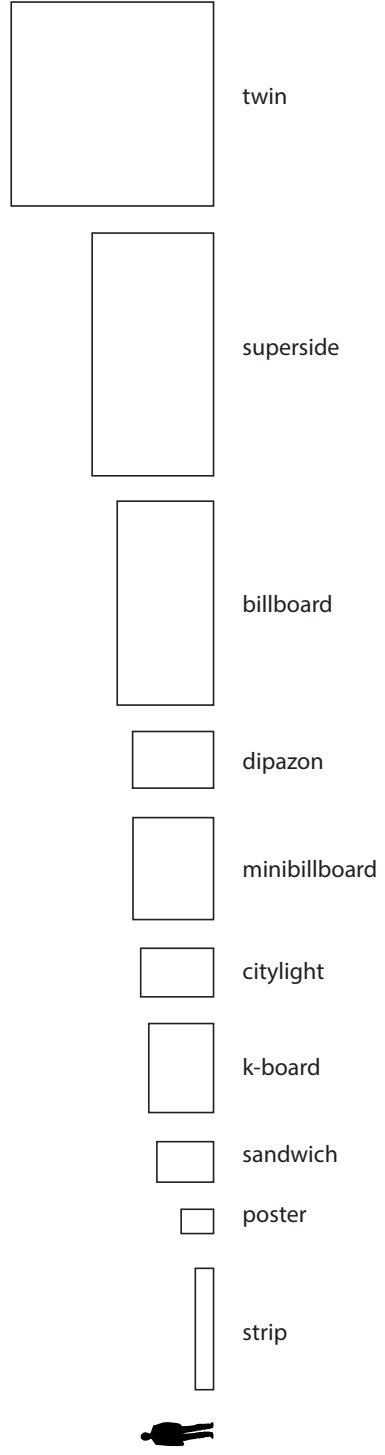 twin
superside
billboard
dipazon
minibillboard
citylight
k-board
sandwich
poster
strip